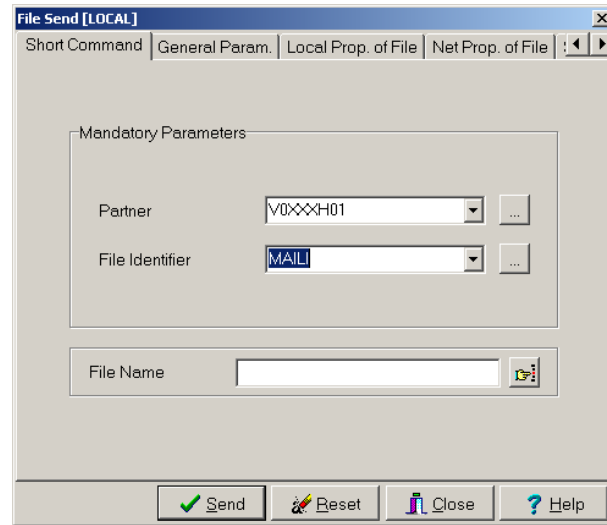 File Send [LOCAL]
Short Command General Param. Local Prop. of File Net Prop. of File
Mandatory Parameters
Partner V0XXXH01 ...
File Identifier MAILI ...
File Name
Send Reset Close Help